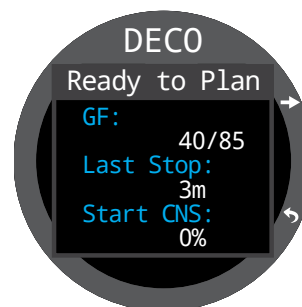 DECO
Ready to Plan
GF:
40/85
Last Stop:
3m
Start CNS:
0%